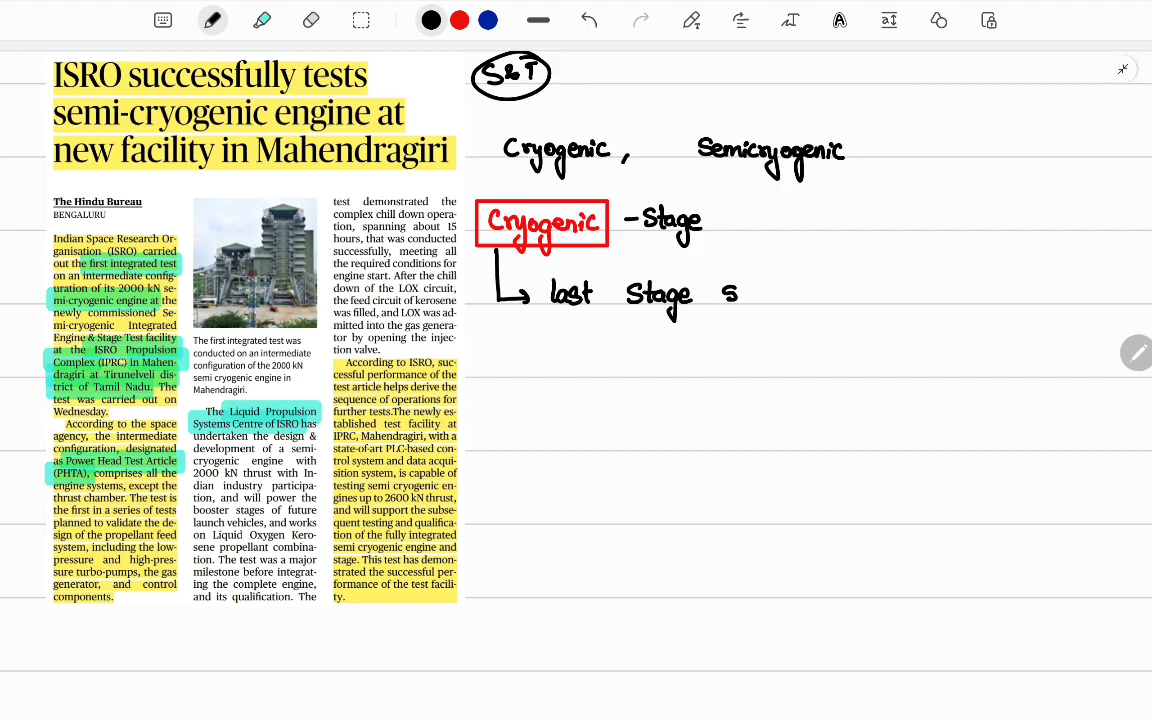 ISRO successfully tests
semi-cryogenic engine at
new facility in Mahendragiri
The Hindu Bureau
BENGALURU
Indian Space Research Or-
ganisation (ISRO) carried
out the first integrated test
on an intermediate config-
uration of its 2000 kN se-
mi-cryogenic engine at the
newly commissioned Se-
mi-cryogenic Integrated
Engine & Stage Test facility
at the ISRO Propulsion
Complex (IPRC) in Mahen-
dragiri at Tirunelveli dis-
trict of Tamil Nadu. The
test was carried out on
Wednesday.
According to the space
agency, the intermediate
configuration, designated
as Power Head Test Article
(PHTA), comprises all the
engine systems, except the
thrust chamber. The test is
the first in a series of tests
planned to validate the de-
sign of the propellant feed
system, including the low-
pressure and high-pres-
sure turbo-pumps, the gas
generator, and control
components.
The first integrated test was
conducted on an intermediate
configuration of the 2000 kN
semi cryogenic engine in
Mahendragiri.
The Liquid Propulsion
Systems Centre of ISRO has
undertaken the design &
development of a semi-
cryogenic engine with
2000 kN thrust with In-
dian industry participa-
tion, and will power the
booster stages of future
launch vehicles, and works
on Liquid Oxygen Kero-
sene propellant combina-
tion. The test was a major
milestone before integrat-
ing the complete engine,
and its qualification. The
test demonstrated the
complex chill down opera-
tion, spanning about 15
hours, that was conducted
successfully, meeting all
the required conditions for
engine start. After the chill
down of the LOX circuit,
the feed circuit of kerosene
was filled, and LOX was ad-
mitted into the gas genera-
tor by opening the injec-
tion valve.
According to ISRO, suc-
cessful performance of the
test article helps derive the
sequence of operations for
further tests.The newly es-
tablished test facility at
IPRC, Mahendragiri, with a
state-of-art PLC-based con-
trol system and data acqui-
sition system, is capable of
testing semi cryogenic en-
gines up to 2600 kN thrust,
and will support the subse-
quent testing and qualifica-
tion of the fully integrated
semi cryogenic engine and
stage. This test has demon-
strated the successful per-
formance of the test facili-
ty.
S&T
Cryogenic, Semicryogenic
Cryogenic - Stage
last Stage s